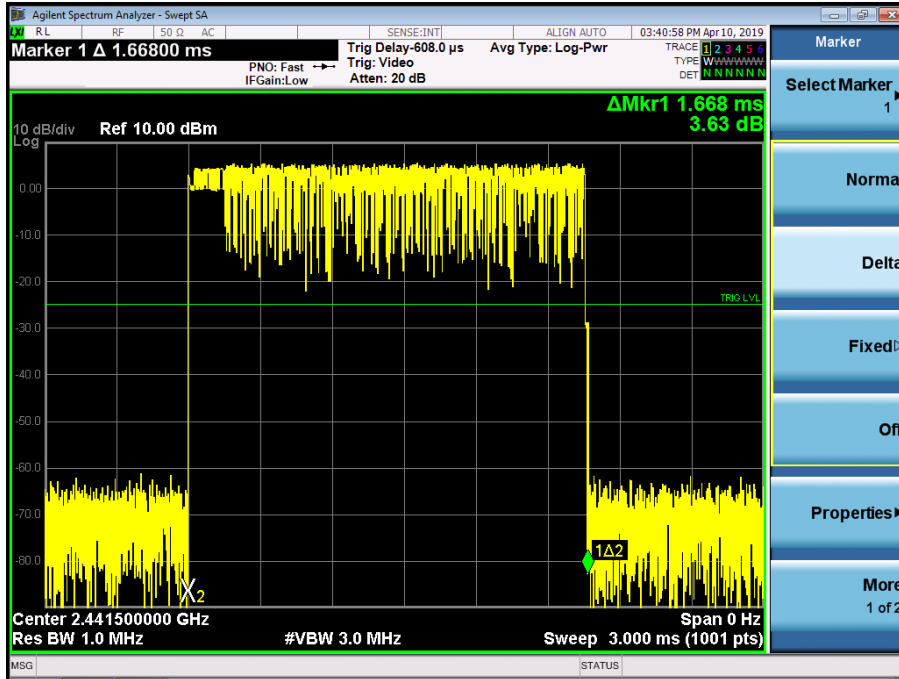 Agilent Spectrum Analyzer - Swept SA
LXI RL RF 50 Ω AC SENSE:INT ALIGN AUTO 03:40:58 PM Apr 10, 2019
Marker 1 Δ 1.66800 ms
PNO: Fast
IFGain:Low
Trig Delay-608.0 µs
Trig: Video
Atten: 20 dB
Avg Type: Log-Pwr
TRACE 1 2 3 4 5 6
TYPE WWWWWW
DET N N N N N N
ΔMkr1 1.668 ms
3.63 dB
10 dB/div Ref 10.00 dBm
Log
0.00
-10.0
-20.0
TRIG LVL
-30.0
-40.0
-50.0
-60.0
-70.0
-80.0
1Δ2
X2
Center 2.441500000 GHz Span 0 Hz
Res BW 1.0 MHz #VBW 3.0 MHz Sweep 3.000 ms (1001 pts)
MSG STATUS
Marker
Select Marker
1
Norma
Delta
Fixed
Off
Properties
More
1 of 2